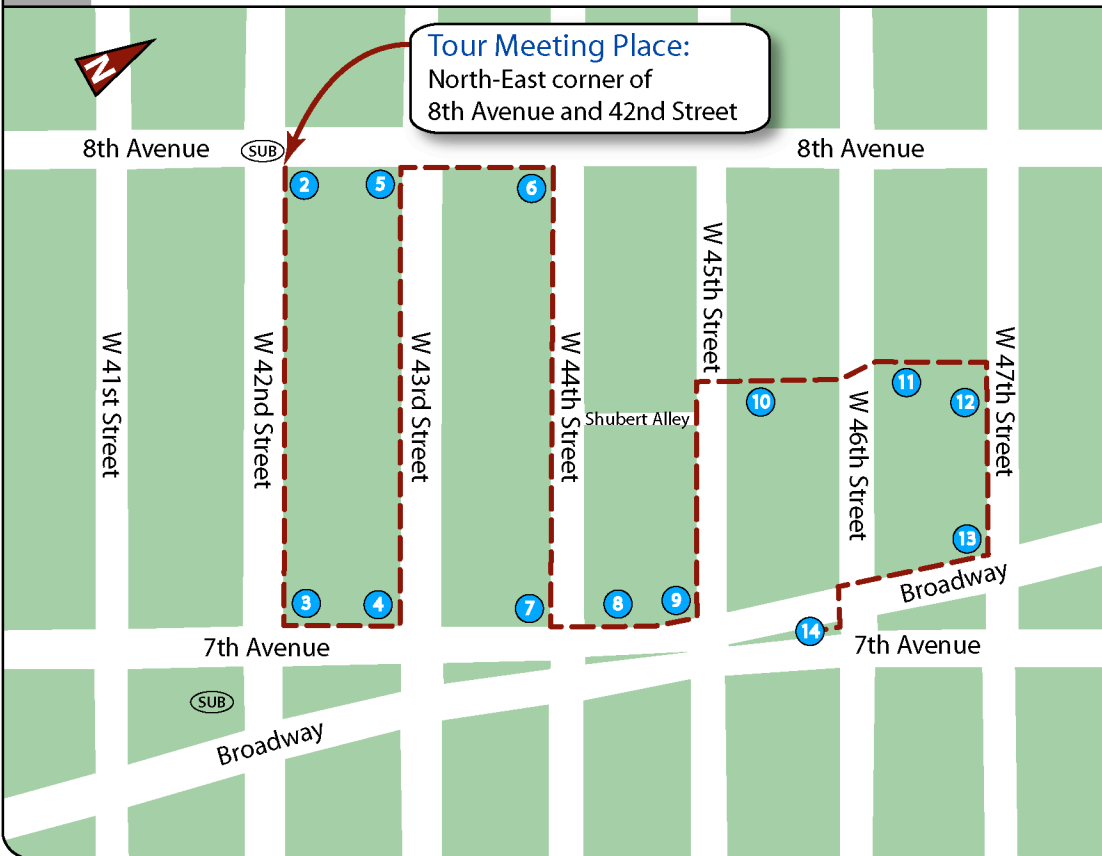 Tour Meeting Place:
North-East corner of
8th Avenue and 42nd Street
N
8th Avenue
SUB
8th Avenue
2
5
6
W 41st Street
W 42nd Street
W 43rd Street
W 44th Street
W 45th Street
W 46th Street
W 47th Street
Shubert Alley
10
11
12
13
3
4
7
8
9
14
Broadway
7th Avenue
7th Avenue
SUB
Broadway